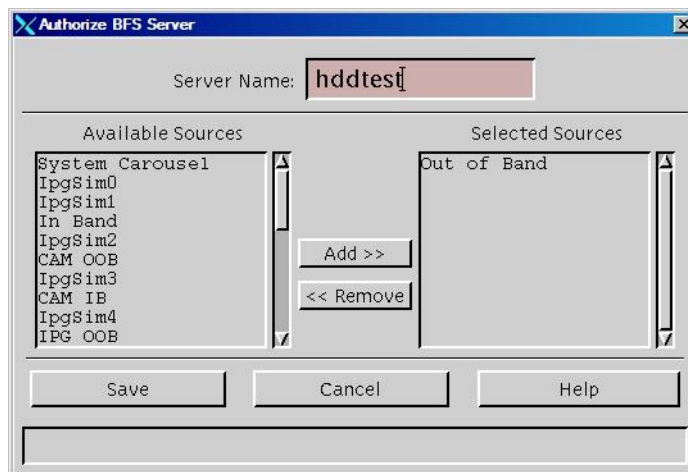 Authorize BFS Server
Server Name: hddtest
Available Sources
Selected Sources
System Carousel
IpgSim0
IpgSim1
In Band
IpgSim2
CAM OOB
IpgSim3
CAM IB
IpgSim4
IPG OOB
Out of Band
Add >>
<< Remove
Save
Cancel
Help